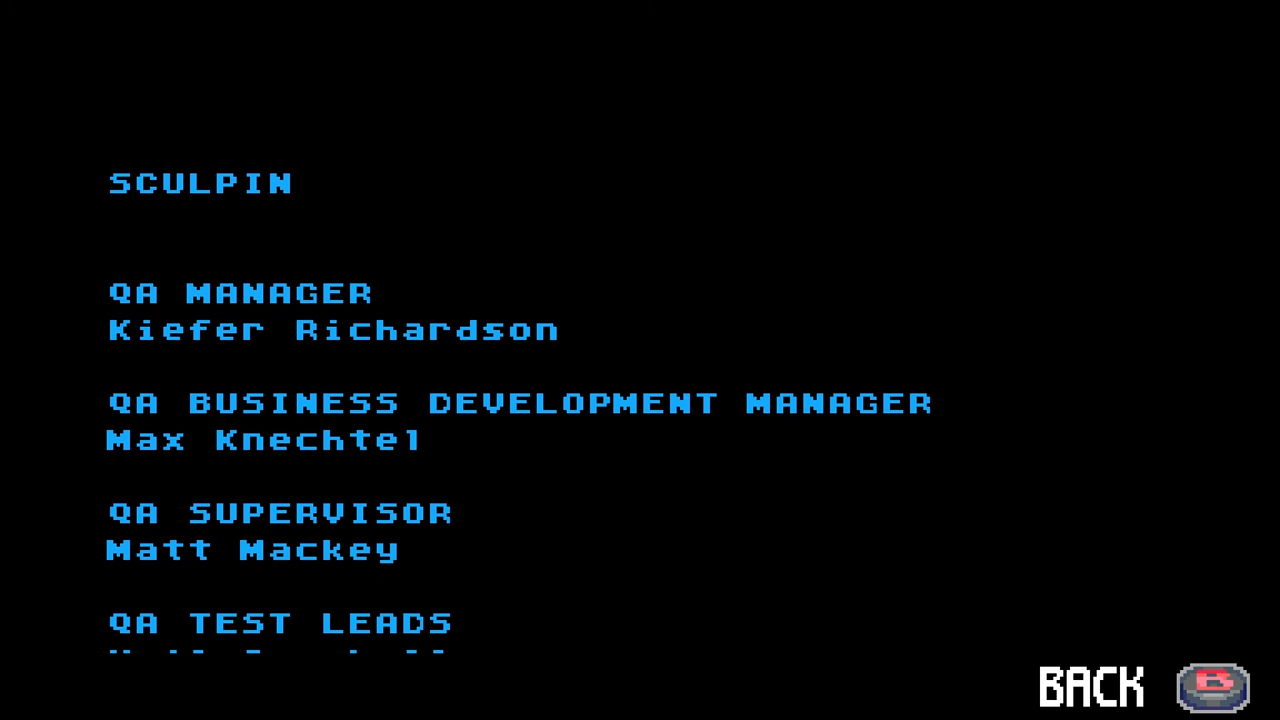 SCULPIN
QA MANAGER
Kiefer Richardson
QA BUSINESS DEVELOPMENT MANAGER
Max Knechtel
QA SUPERVISOR
Matt Mackey
QA TEST LEADS
BACK B